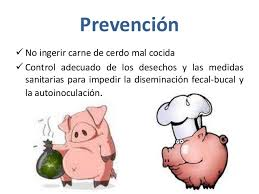 Prevención
✓ No ingerir carne de cerdo mal cocida
✓ Control adecuado de los desechos y las medidas
sanitarias para impedir la diseminación fecal-bucal y
la autoinoculación.